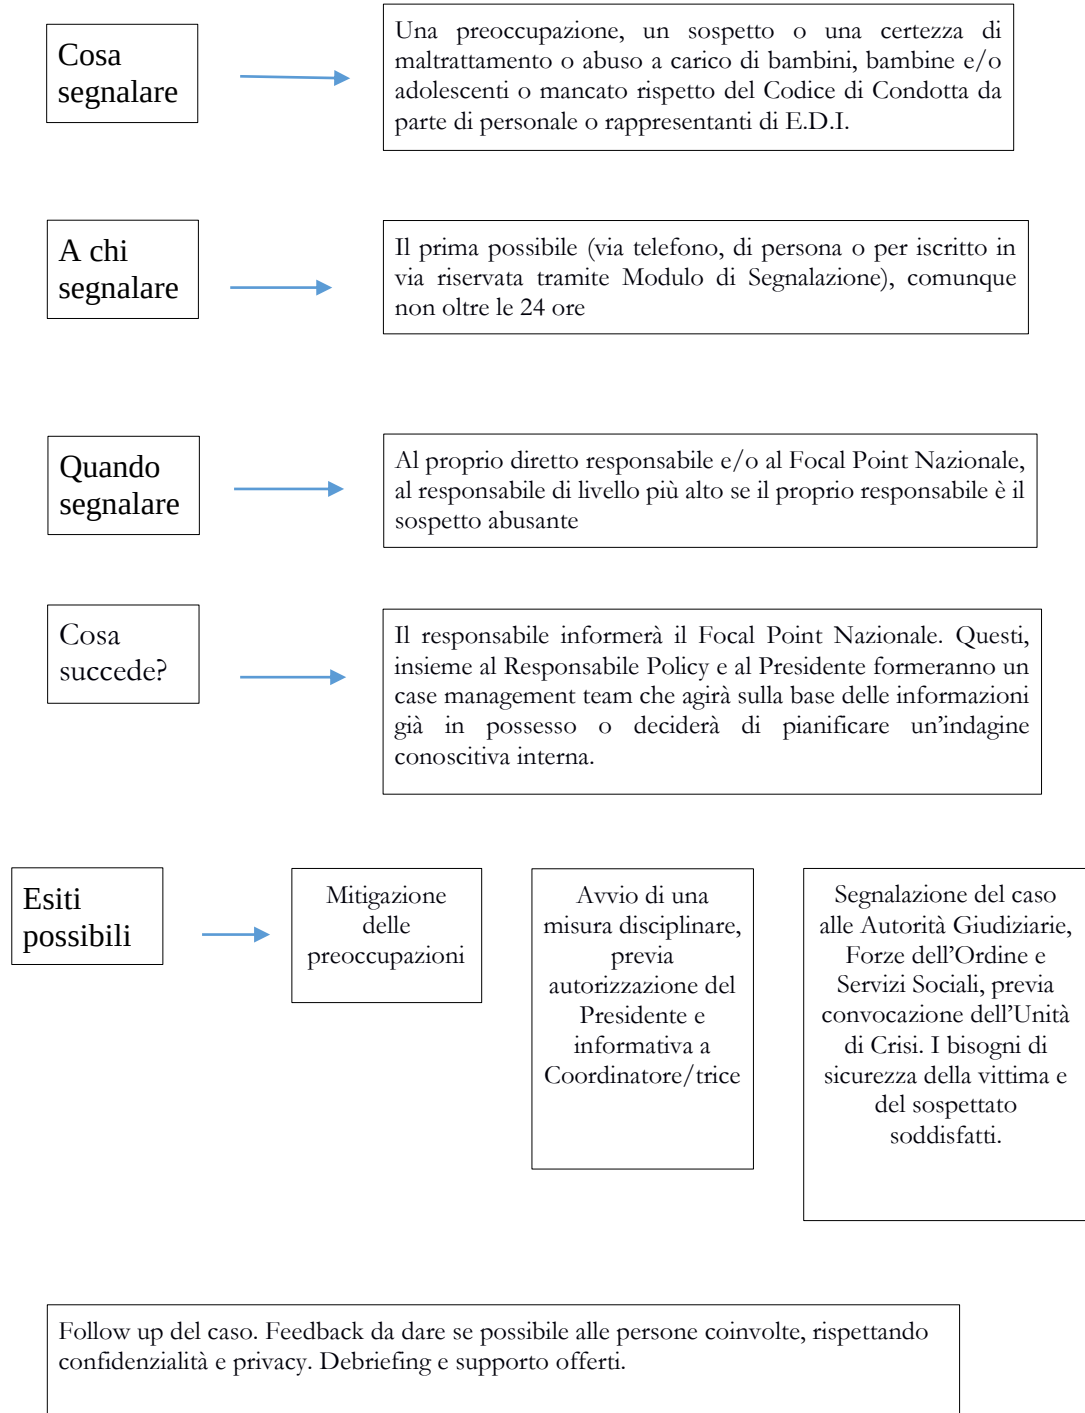 Cosa
segnalare
Una preoccupazione, un sospetto o una certezza di
maltrattamento o abuso a carico di bambini, bambine e/o
adolescenti o mancato rispetto del Codice di Condotta da
parte di personale o rappresentanti di E.D.I.
A chi
segnalare
Il prima possibile (via telefono, di persona o per iscritto in
via riservata tramite Modulo di Segnalazione), comunque
non oltre le 24 ore
Quando
segnalare
Al proprio diretto responsabile e/o al Focal Point Nazionale,
al responsabile di livello più alto se il proprio responsabile è il
sospetto abusante
Cosa
succede?
Il responsabile informerà il Focal Point Nazionale. Questi,
insieme al Responsabile Policy e al Presidente formeranno un
case management team che agirà sulla base delle informazioni
già in possesso o deciderà di pianificare un’indagine
conoscitiva interna.
Esiti
possibili
Mitigazione
delle
preoccupazioni
Avvio di una
misura disciplinare,
previa
autorizzazione del
Presidente e
informativa a
Coordinatore/trice
Segnalazione del caso
alle Autorità Giudiziarie,
Forze dell’Ordine e
Servizi Sociali, previa
convocazione dell’Unità
di Crisi. I bisogni di
sicurezza della vittima e
del sospettato
soddisfatti.
Follow up del caso. Feedback da dare se possibile alle persone coinvolte, rispettando
confidenzialità e privacy. Debriefing e supporto offerti.